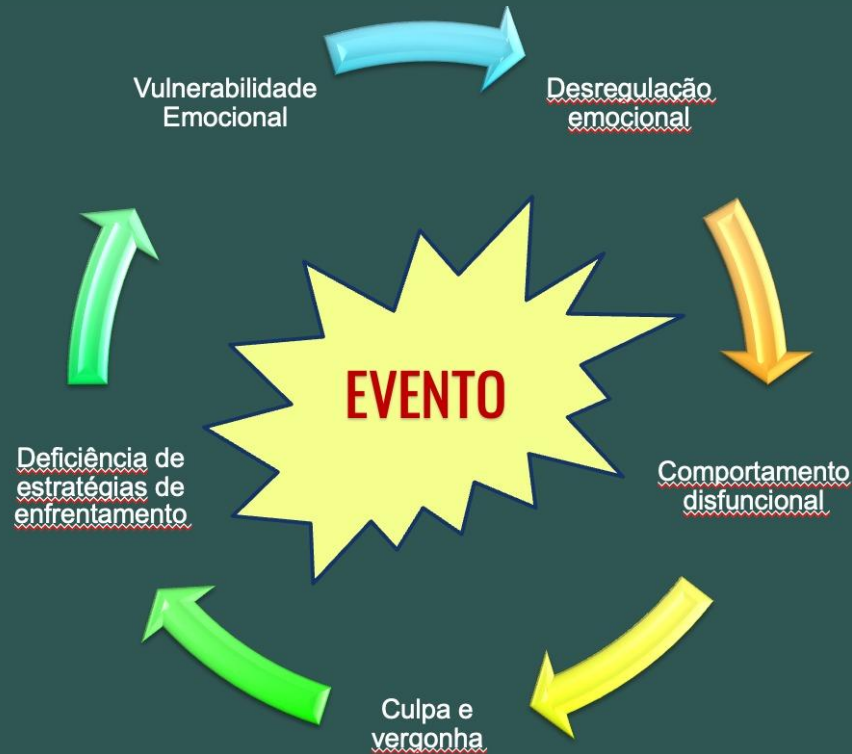 Vulnerabilidade
Emocional
Desregulação
emocional
EVENTO
Deficiência de
estratégias de
enfrentamento
Comportamento
disfuncional
Culpa e
vergonha